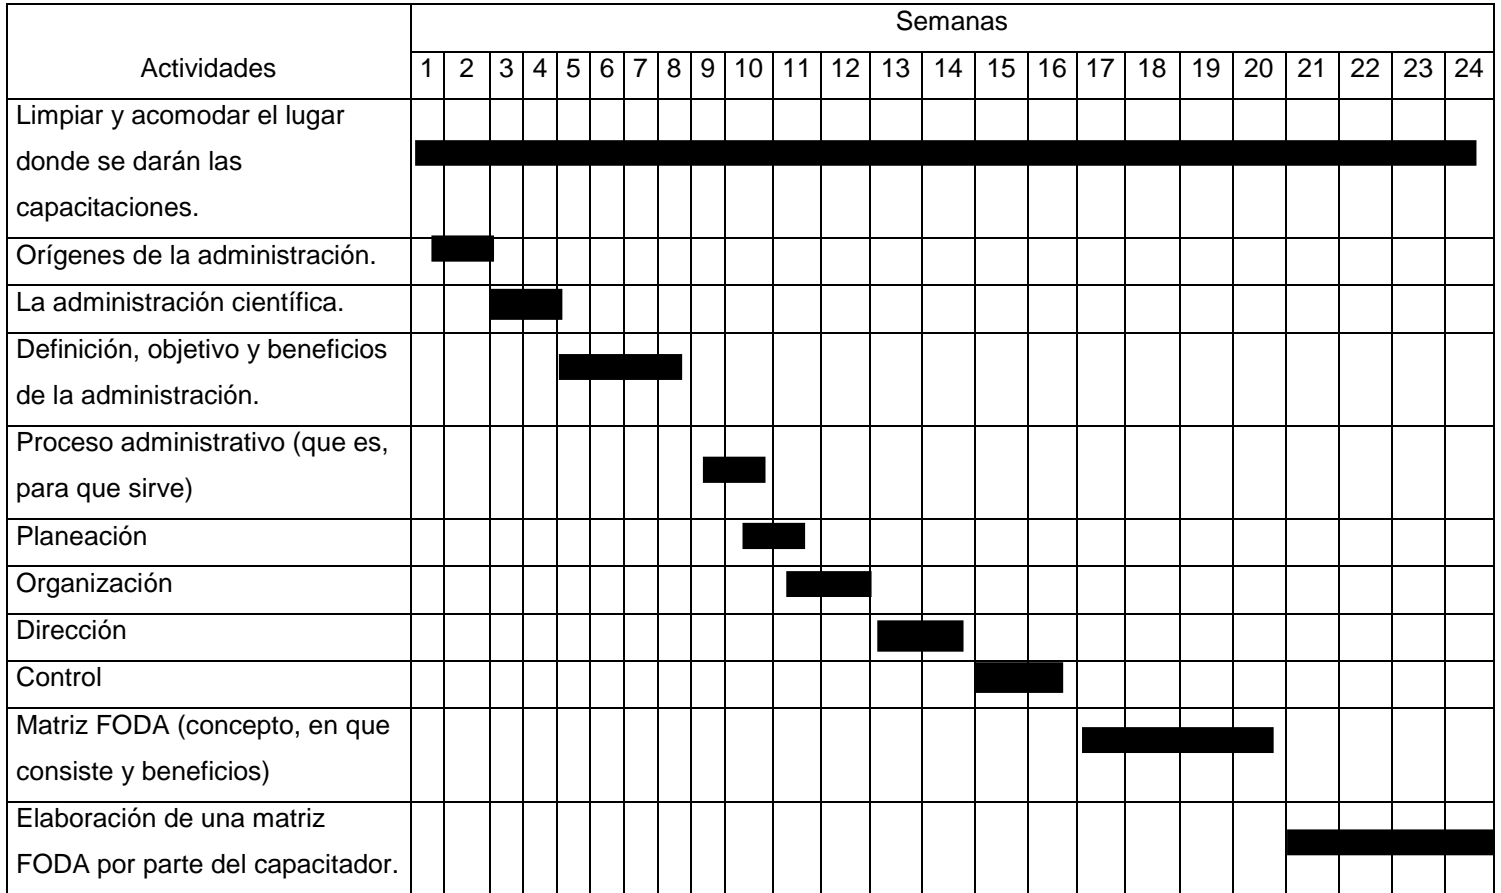 Semanas
Actividades
1 2 3 4 5 6 7 8 9 10 11 12 13 14 15 16 17 18 19 20 21 22 23 24
Limpiar y acomodar el lugar
donde se darán las
capacitaciones.
Orígenes de la administración.
La administración científica.
Definición, objetivo y beneficios
de la administración.
Proceso administrativo (que es,
para que sirve)
Planeación
Organización
Dirección
Control
Matriz FODA (concepto, en que
consiste y beneficios)
Elaboración de una matriz
FODA por parte del capacitador.